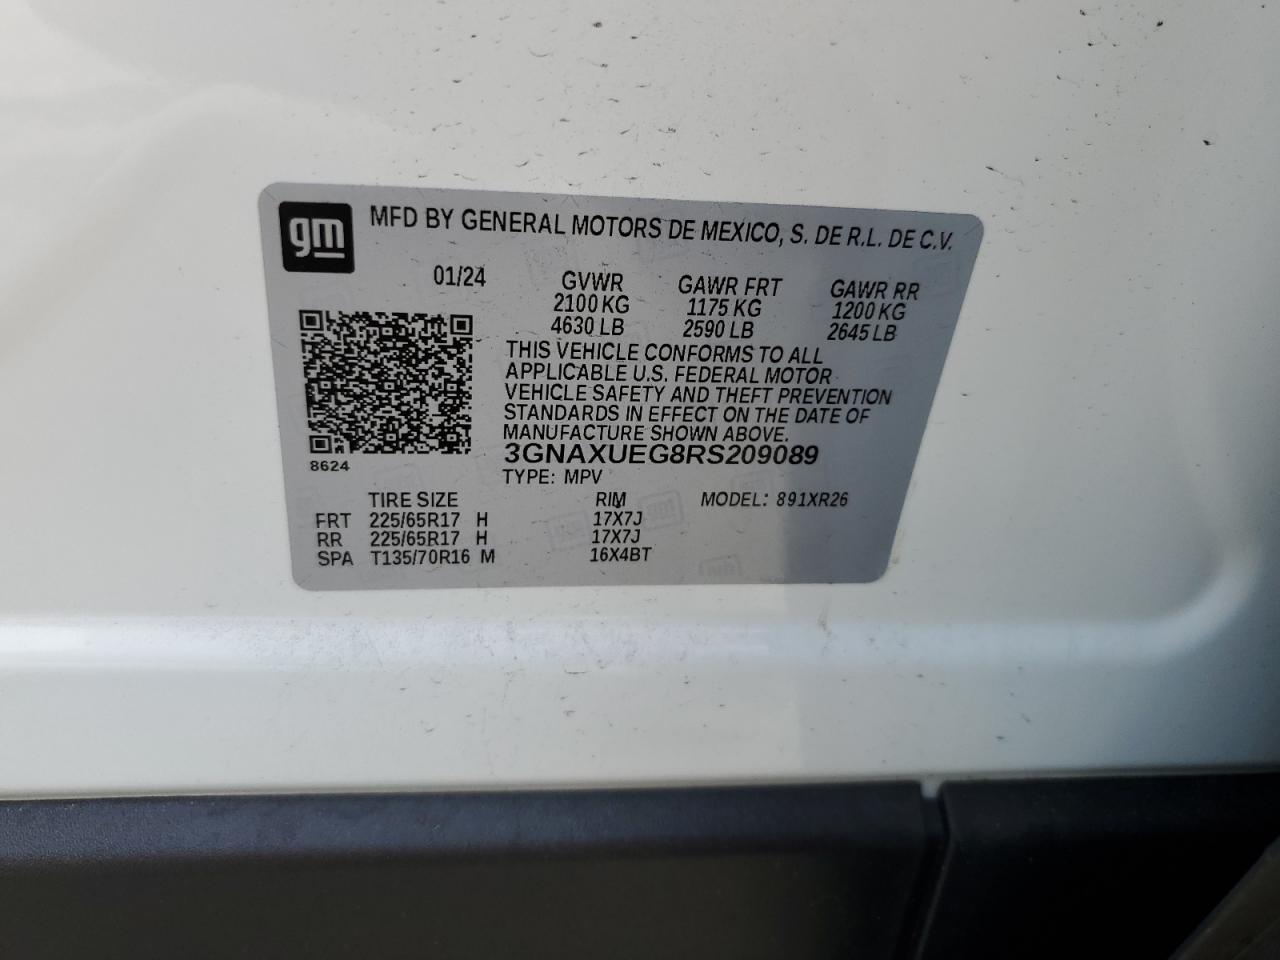 gm MFD BY GENERAL MOTORS DE MEXICO, S. DE R.L. DE C.V.
01/24 GVWR GAWR FRT GAWR RR
2100 KG 1175 KG 1200 KG
4630 LB 2590 LB 2645 LB
THIS VEHICLE CONFORMS TO ALL
APPLICABLE U.S. FEDERAL MOTOR
VEHICLE SAFETY AND THEFT PREVENTION
STANDARDS IN EFFECT ON THE DATE OF
MANUFACTURE SHOWN ABOVE.
3GNAXUEG8RS209089
8624
TYPE: MPV
TIRE SIZE RIM MODEL: 891XR26
FRT 225/65R17 H 17X7J
RR 225/65R17 H 17X7J
SPA T135/70R16 M 16X4BT